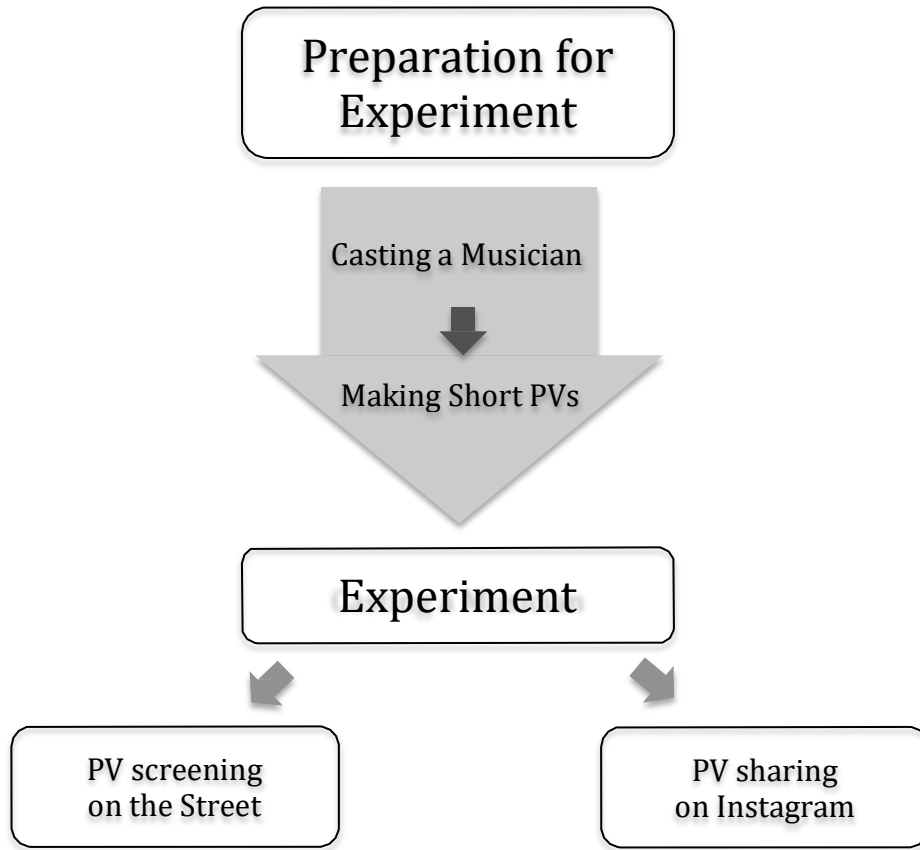 Preparation for
Experiment
Casting a Musician
Making Short PVs
Experiment
PV screening
on the Street
PV sharing
on Instagram